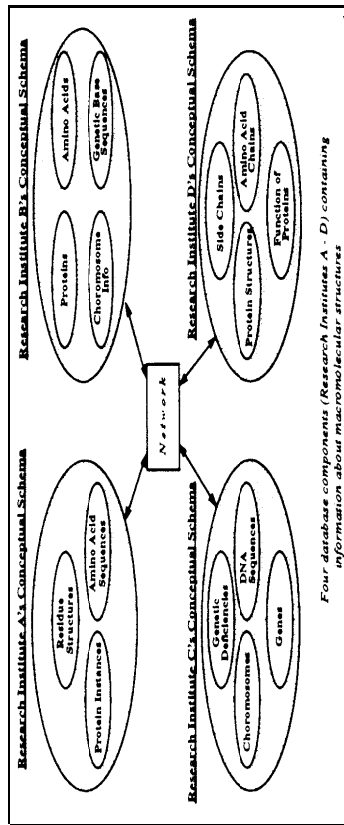 Research Institute A's Conceptual Schema
Residue
Structures
Protein Instances
Amino Acid
Sequences
Research Institute B's Conceptual Schema
Proteins
Amino Acids
Choromosome
Info
Genetic Base
Sequences
Network
Research Institute C's Conceptual Schema
Genetic
Deficiencies
Choromosomes
DNA
Sequences
Genes
Research Institute D's Conceptual Schema
Side Chains
Protein Structures
Amino Acid
Chains
Function of
Proteins
Four database components (Research Institutes A - D) containing
information about macromolecular structures